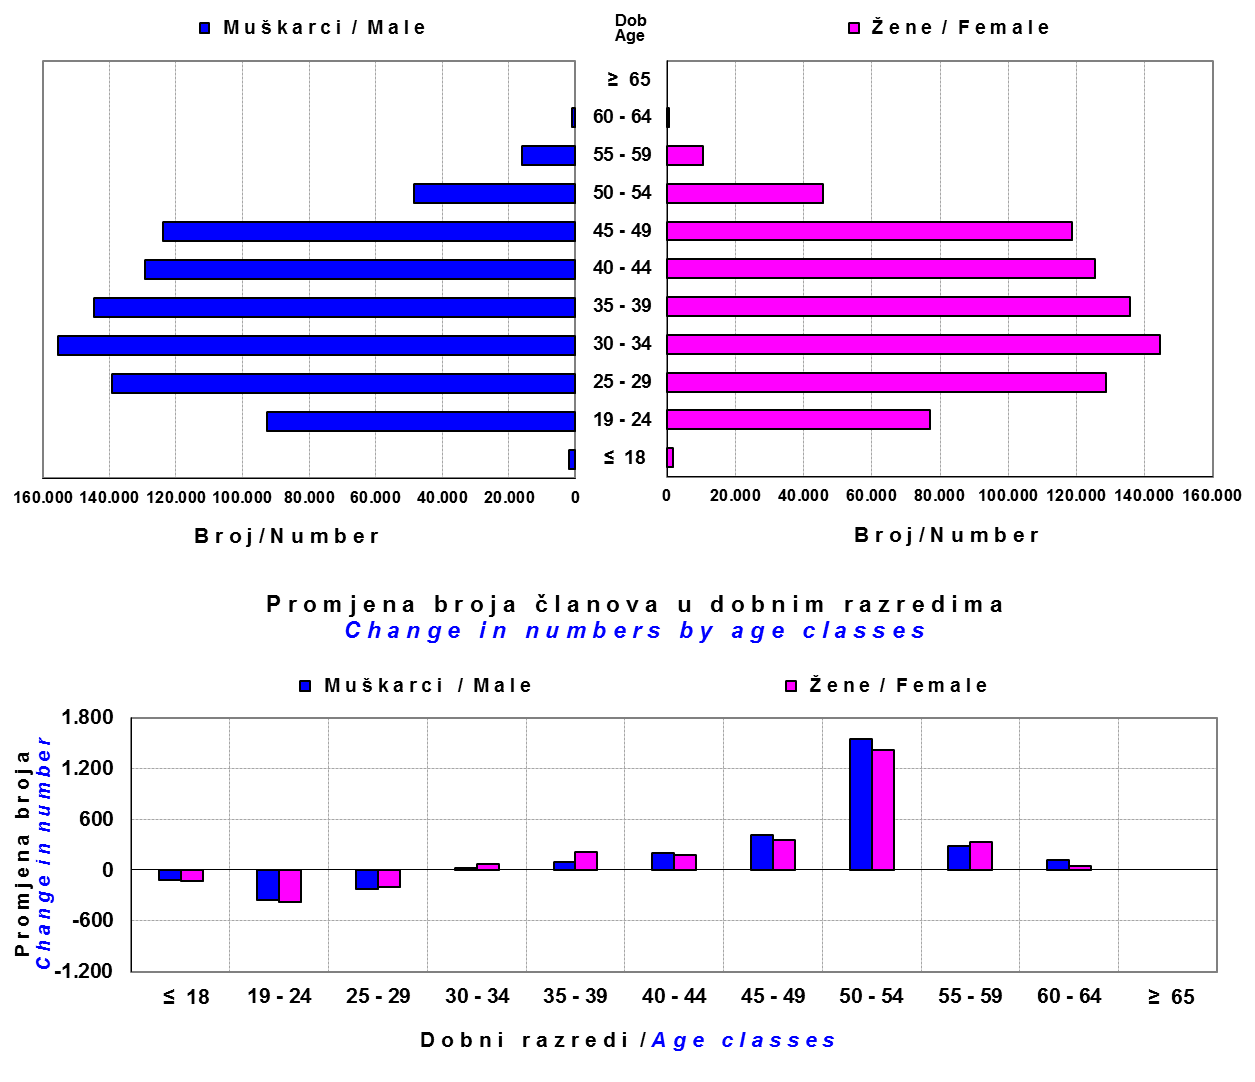 Muškarci / Male
Dob
Age
Žene / Female
≥ 65
60 - 64
55 - 59
50 - 54
45 - 49
40 - 44
35 - 39
30 - 34
25 - 29
19 - 24
≤ 18
160.000 140.000 120.000 100.000 80.000 60.000 40.000 20.000 0
0 20.000 40.000 60.000 80.000 100.000 120.000 140.000 160.000
Broj/Number
Broj/Number
Promjena broja članova u dobnim razredima
Change in numbers by age classes
Muškarci / Male
Žene / Female
Promjena broja
Change in number
1.800
1.200
600
0
-600
-1.200
≤ 18 19 - 24 25 - 29 30 - 34 35 - 39 40 - 44 45 - 49 50 - 54 55 - 59 60 - 64 ≥ 65
Dobni razredi /Age classes